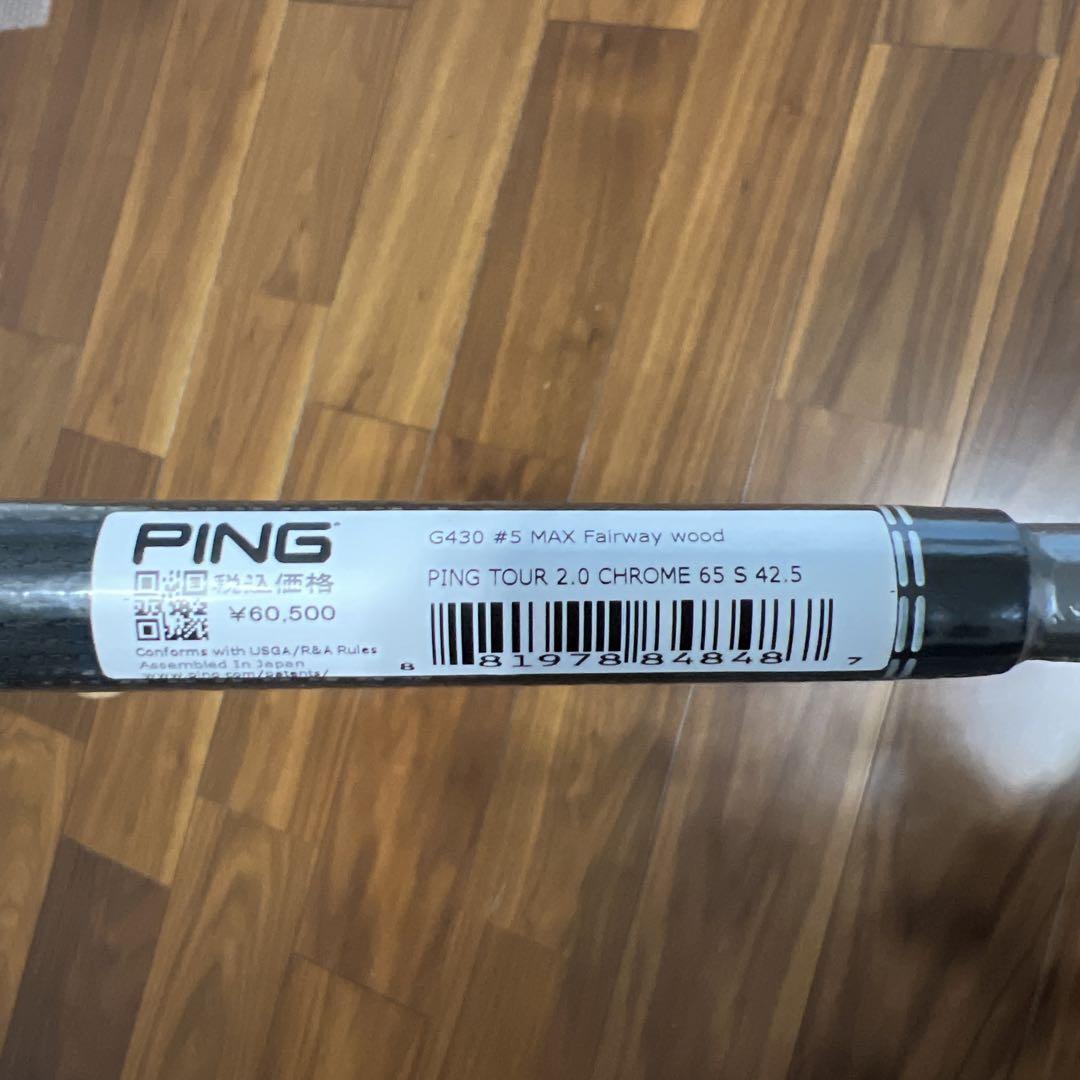 PING
税込価格
¥60,500
Conforms with USGA/R&A Rules
Assembled In Japan
www.ping.com/patents/
G430 #5 MAX Fairway wood
PING TOUR 2.0 CHROME 65 S 42.5
8 81978 84848 7